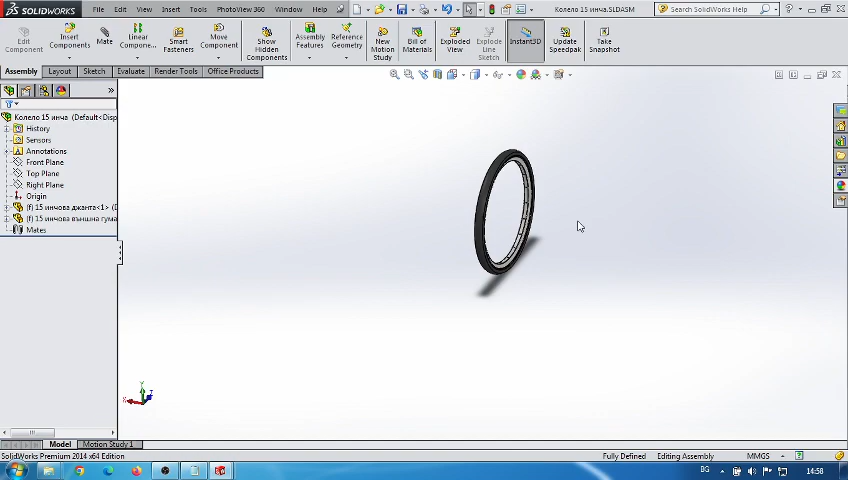 SOLIDWORKS File Edit View Insert Tools PhotoView 360 Window Help Колело 15 инча.SLDASM Search SolidWorks Help
Edit Component
Insert Components
Mate
Linear Compone...
Smart Fasteners
Move Component
Show Hidden Components
Assembly Features
Reference Geometry
New Motion Study
Bill of Materials
Exploded View
Explode Line Sketch
Instant3D
Update Speedpak
Take Snapshot
Assembly Layout Sketch Evaluate Render Tools Office Products
Колело 15 инча (Default<Disp
History
Sensors
Annotations
Front Plane
Top Plane
Right Plane
Origin
(f) 15 инчова джанта<1> (D
(f) 15 инчова външна гума
Mates
Y
X
Z
Model Motion Study 1
SolidWorks Premium 2014 x64 Edition Fully Defined Editing Assembly MMGS
BG 14:58